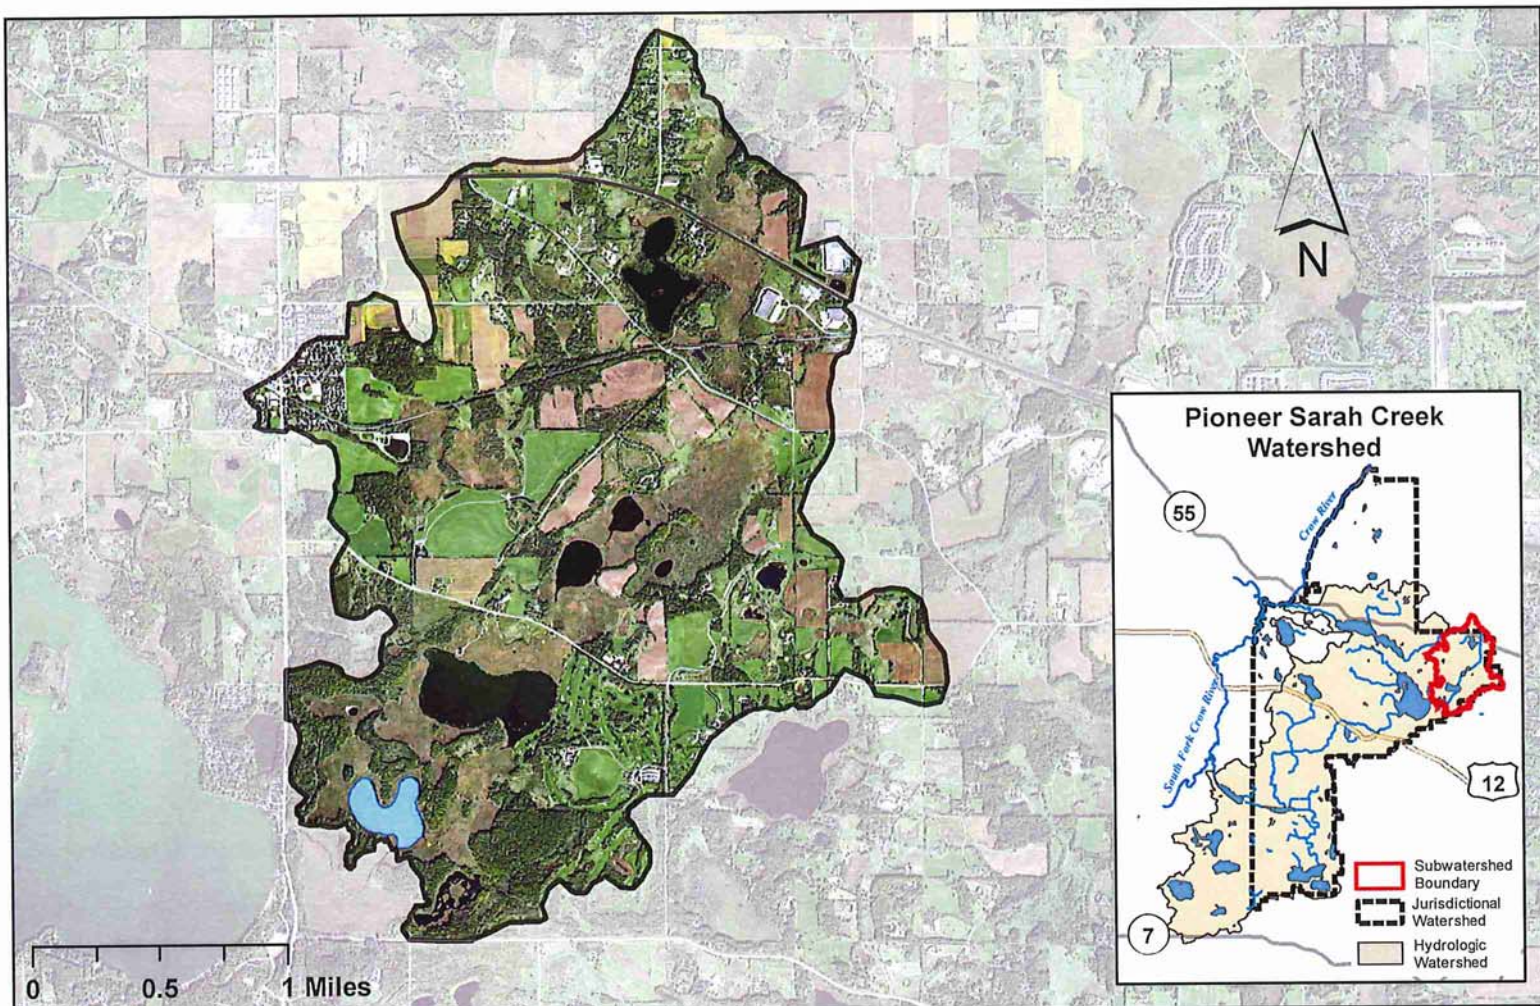 N
0
0.5
1 Miles
Pioneer Sarah Creek
Watershed
55
Crow River
South Fork Crow River
12
7
Subwatershed
Boundary
Jurisdictional
Watershed
Hydrologic
Watershed